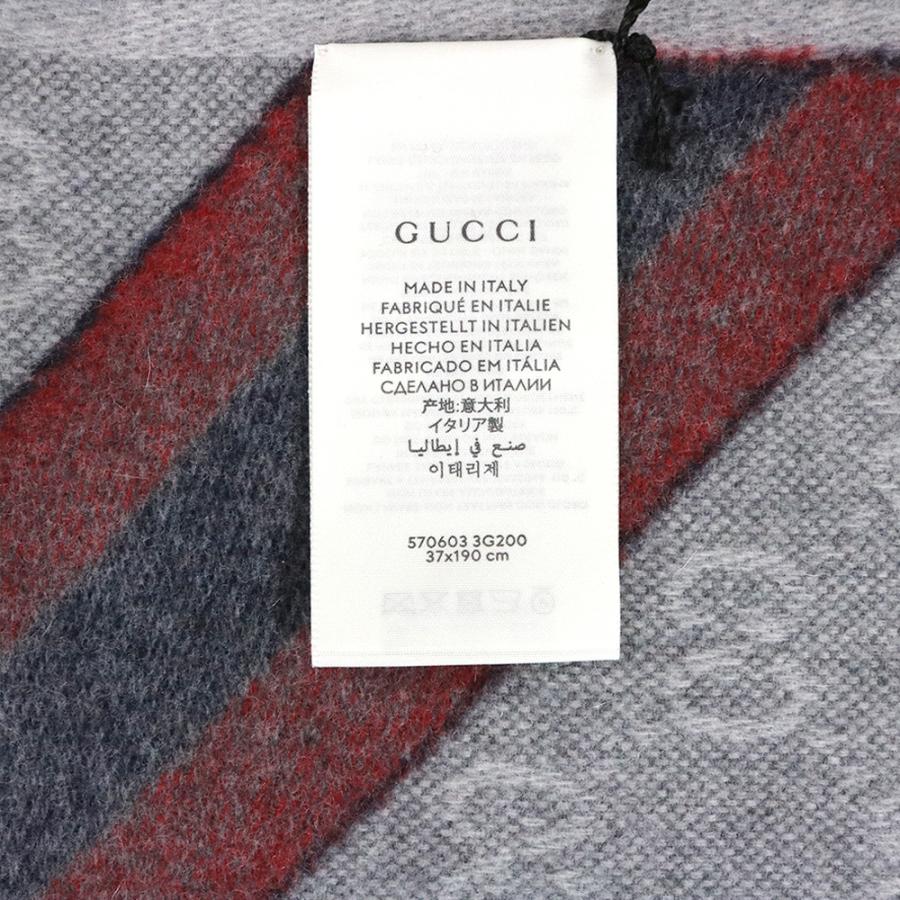 GUCCI
MADE IN ITALY
FABRIQUÉ EN ITALIE
HERGESTELLT IN ITALIEN
HECHO EN ITALIA
FABRICADO EM ITÁLIA
СДЕЛАНО В ИТАЛИИ
产地:意大利
イタリア製
صنع في إيطاليا
이태리제
570603 3G200
37x190 cm